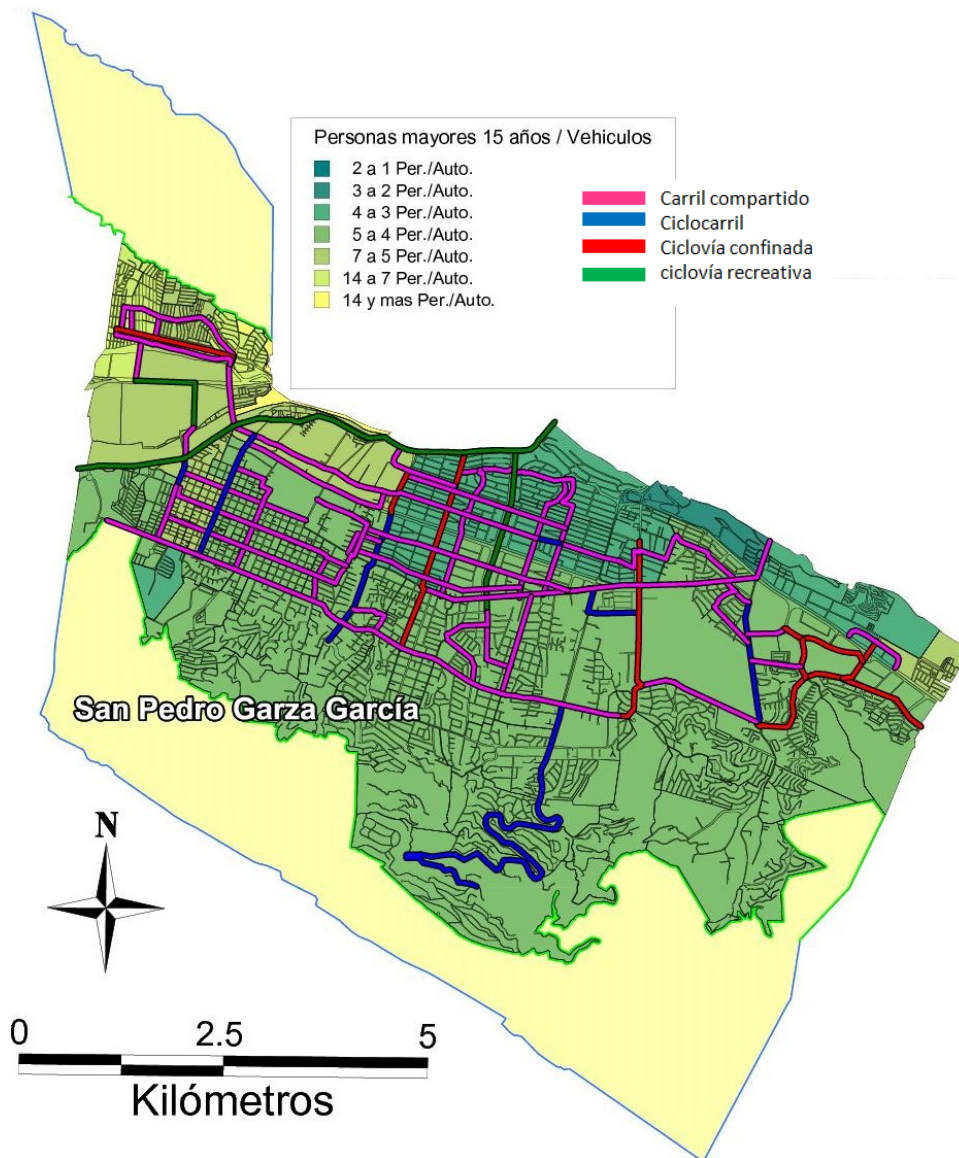 Personas mayores 15 años / Vehiculos
2 a 1 Per./Auto.
3 a 2 Per./Auto.
4 a 3 Per./Auto.
5 a 4 Per./Auto.
7 a 5 Per./Auto.
14 a 7 Per./Auto.
14 y mas Per./Auto.
Carril compartido
Ciclocarril
Ciclovía confinada
ciclovía recreativa
San Pedro Garza García
N
0 2.5 5
Kilómetros